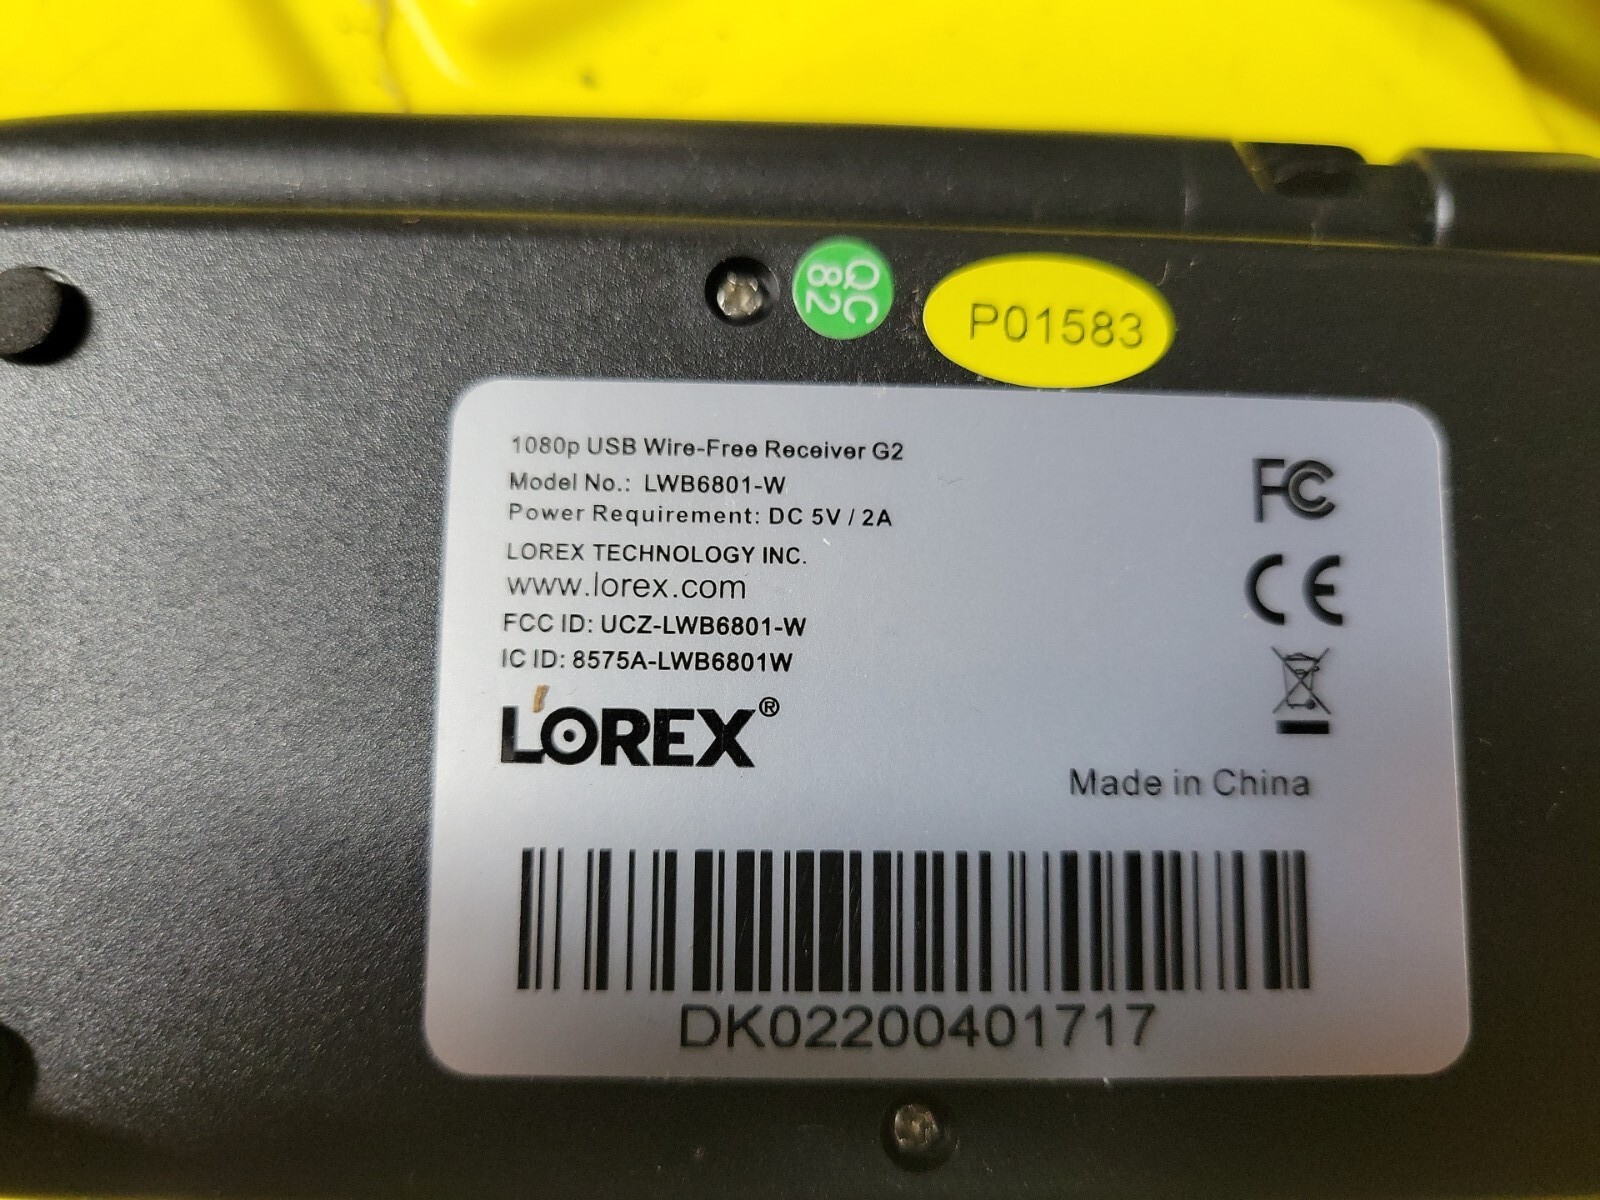 QC
82
P01583
1080p USB Wire-Free Receiver G2
Model No.: LWB6801-W
Power Requirement: DC 5V / 2A
LOREX TECHNOLOGY INC.
www.lorex.com
FCC ID: UCZ-LWB6801-W
IC ID: 8575A-LWB6801W
LOREX®
FC
CE
Made in China
DK02200401717